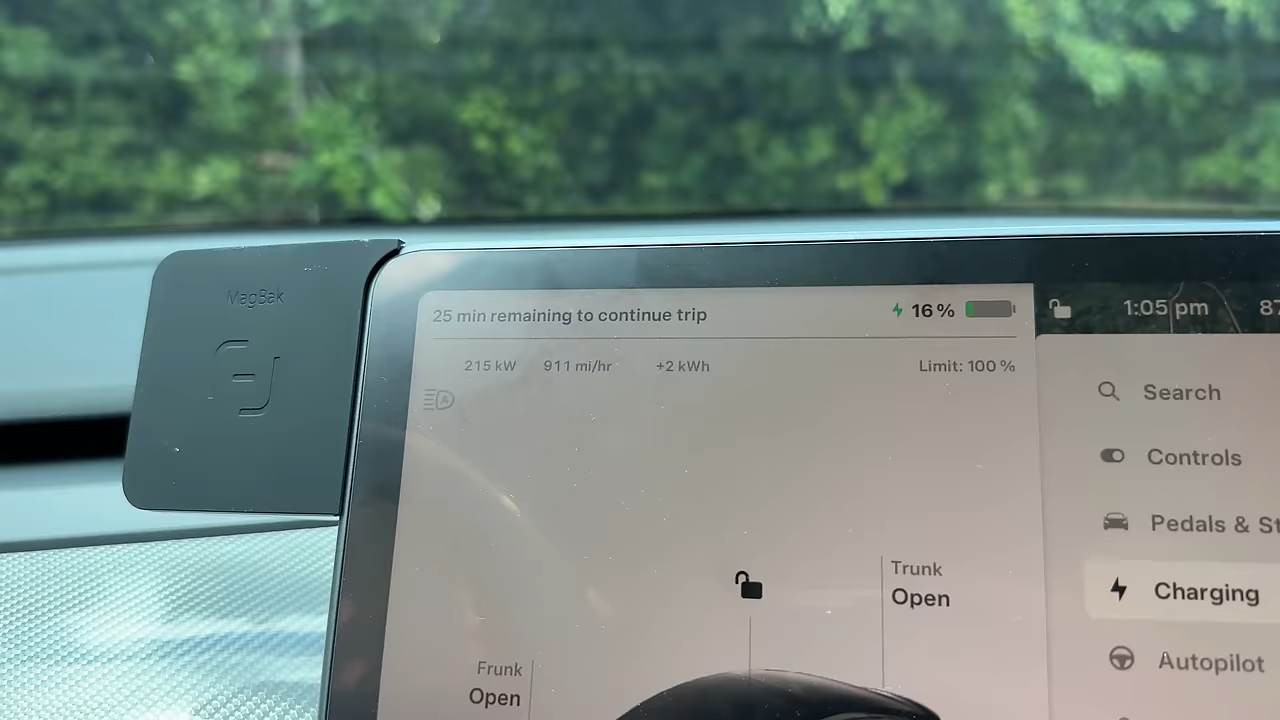 MagBak
25 min remaining to continue trip
16 %
1:05 pm
87
215 kW
911 mi/hr
+2 kWh
Limit: 100 %
A
Search
Controls
Pedals & St
Charging
Autopilot
Trunk
Open
Frunk
Open